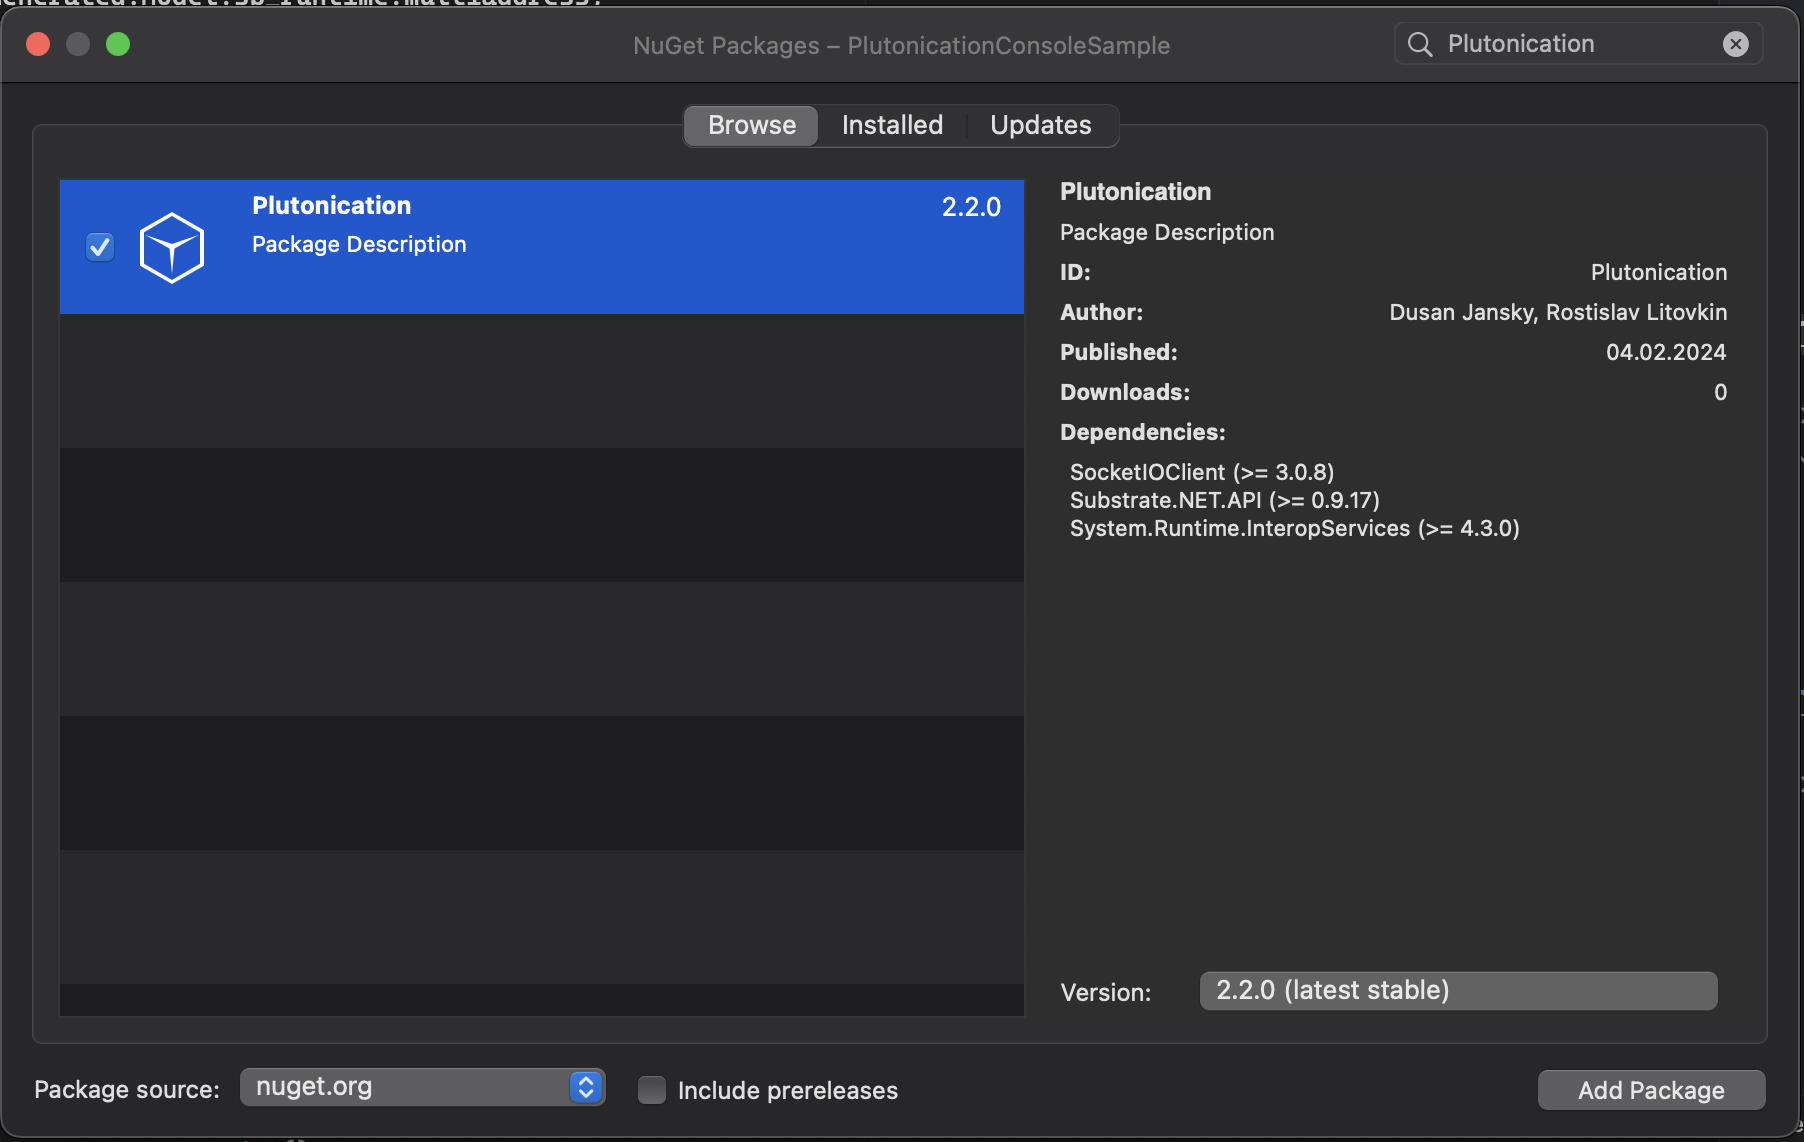 NuGet Packages – PlutonicationConsoleSample
Plutonication
Browse
Installed
Updates
Plutonication
2.2.0
Package Description
Plutonication
Package Description
ID:
Plutonication
Author:
Dusan Jansky, Rostislav Litovkin
Published:
04.02.2024
Downloads:
0
Dependencies:
SocketIOClient (>= 3.0.8)
Substrate.NET.API (>= 0.9.17)
System.Runtime.InteropServices (>= 4.3.0)
Version:
2.2.0 (latest stable)
Package source:
nuget.org
Include prereleases
Add Package